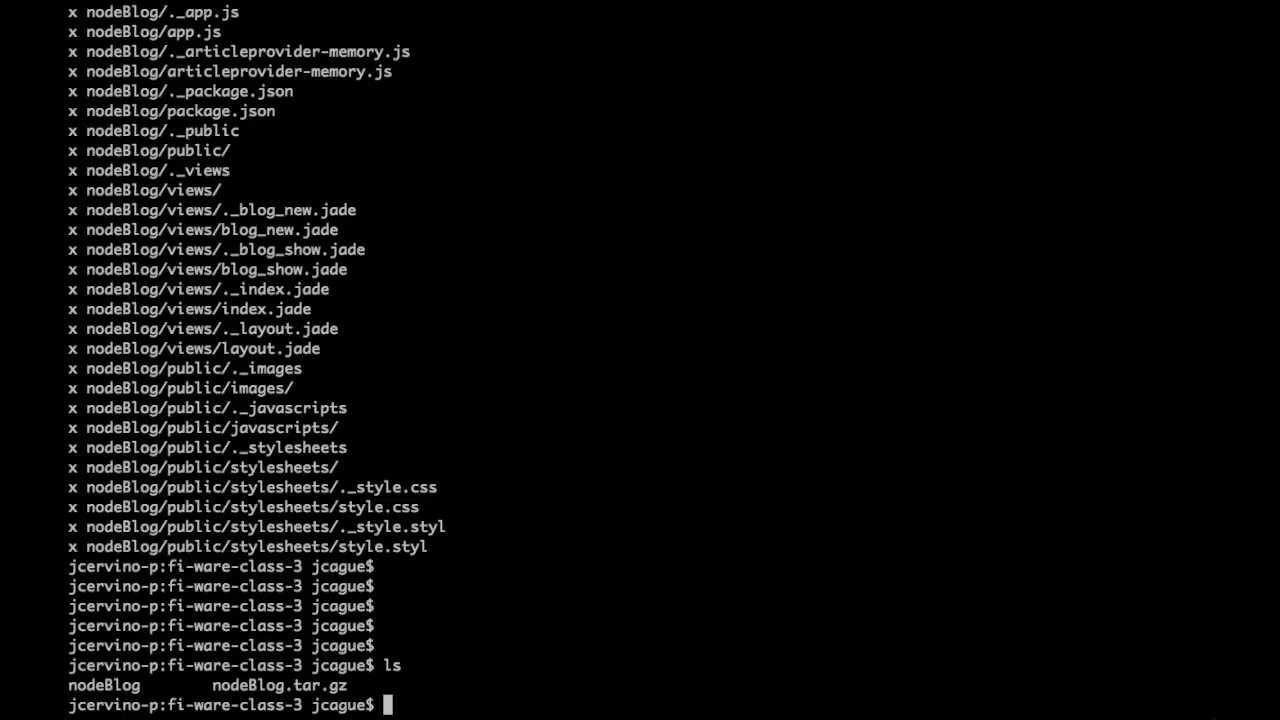 x nodeBlog/._app.js
x nodeBlog/app.js
x nodeBlog/._articleprovider-memory.js
x nodeBlog/articleprovider-memory.js
x nodeBlog/._package.json
x nodeBlog/package.json
x nodeBlog/._public
x nodeBlog/public/
x nodeBlog/._views
x nodeBlog/views/
x nodeBlog/views/._blog_new.jade
x nodeBlog/views/blog_new.jade
x nodeBlog/views/._blog_show.jade
x nodeBlog/views/blog_show.jade
x nodeBlog/views/._index.jade
x nodeBlog/views/index.jade
x nodeBlog/views/._layout.jade
x nodeBlog/views/layout.jade
x nodeBlog/public/._images
x nodeBlog/public/images/
x nodeBlog/public/._javascripts
x nodeBlog/public/javascripts/
x nodeBlog/public/._stylesheets
x nodeBlog/public/stylesheets/
x nodeBlog/public/stylesheets/._style.css
x nodeBlog/public/stylesheets/style.css
x nodeBlog/public/stylesheets/._style.styl
x nodeBlog/public/stylesheets/style.styl
jcervino-p:fi-ware-class-3 jcague$
jcervino-p:fi-ware-class-3 jcague$
jcervino-p:fi-ware-class-3 jcague$
jcervino-p:fi-ware-class-3 jcague$
jcervino-p:fi-ware-class-3 jcague$
jcervino-p:fi-ware-class-3 jcague$ ls
nodeBlog nodeBlog.tar.gz
jcervino-p:fi-ware-class-3 jcague$